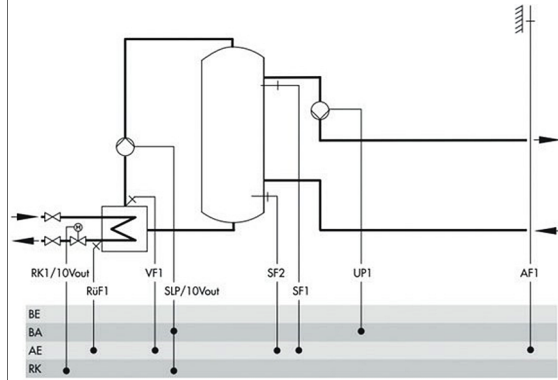 M
RK1/10Vout VF1 SF2 UP1 AF1
RüF1 SLP/10Vout SF1
BE
BA
AE
RK